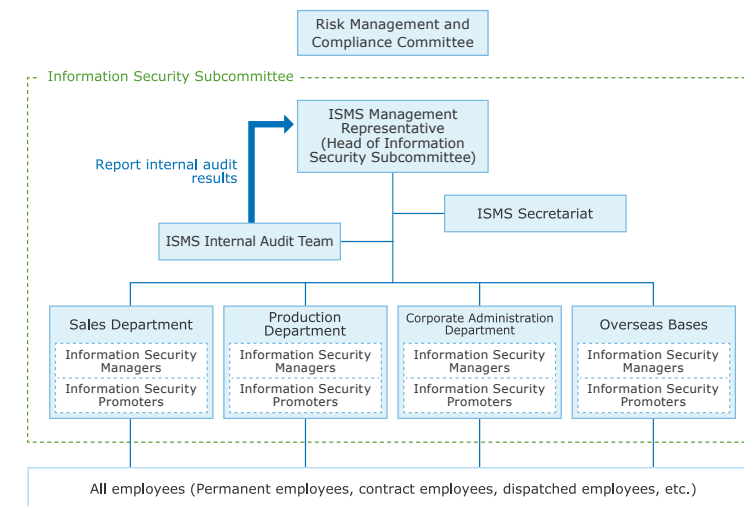 Risk Management and
Compliance Committee
Information Security Subcommittee
ISMS Management
Representative
(Head of Information
Security Subcommittee)
Report internal audit
results
ISMS Secretariat
ISMS Internal Audit Team
Sales Department
Information Security
Managers
Information Security
Promoters
Production
Department
Information Security
Managers
Information Security
Promoters
Corporate Administration
Department
Information Security
Managers
Information Security
Promoters
Overseas Bases
Information Security
Managers
Information Security
Promoters
All employees (Permanent employees, contract employees, dispatched employees, etc.)